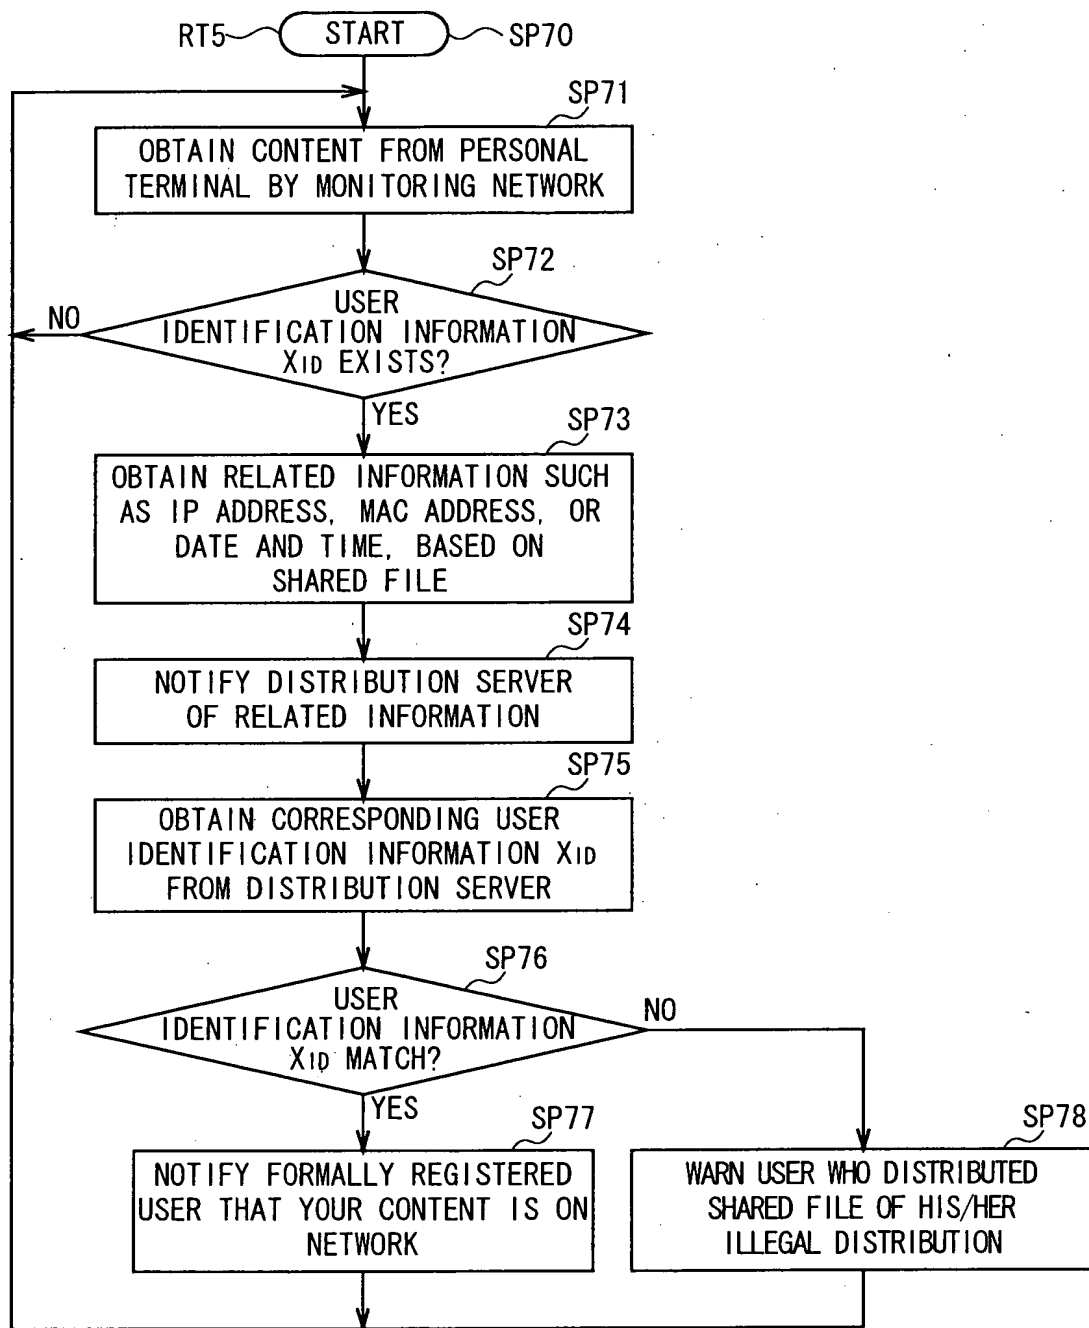 RT5 START SP70
SP71
OBTAIN CONTENT FROM PERSONAL
TERMINAL BY MONITORING NETWORK
SP72
USER
IDENTIFICATION INFORMATION
XID EXISTS?
NO
YES
SP73
OBTAIN RELATED INFORMATION SUCH
AS IP ADDRESS, MAC ADDRESS, OR
DATE AND TIME, BASED ON
SHARED FILE
SP74
NOTIFY DISTRIBUTION SERVER
OF RELATED INFORMATION
SP75
OBTAIN CORRESPONDING USER
IDENTIFICATION INFORMATION XID
FROM DISTRIBUTION SERVER
SP76
USER
IDENTIFICATION INFORMATION
XID MATCH?
NO
YES
SP77
NOTIFY FORMALLY REGISTERED
USER THAT YOUR CONTENT IS ON
NETWORK
SP78
WARN USER WHO DISTRIBUTED
SHARED FILE OF HIS/HER
ILLEGAL DISTRIBUTION